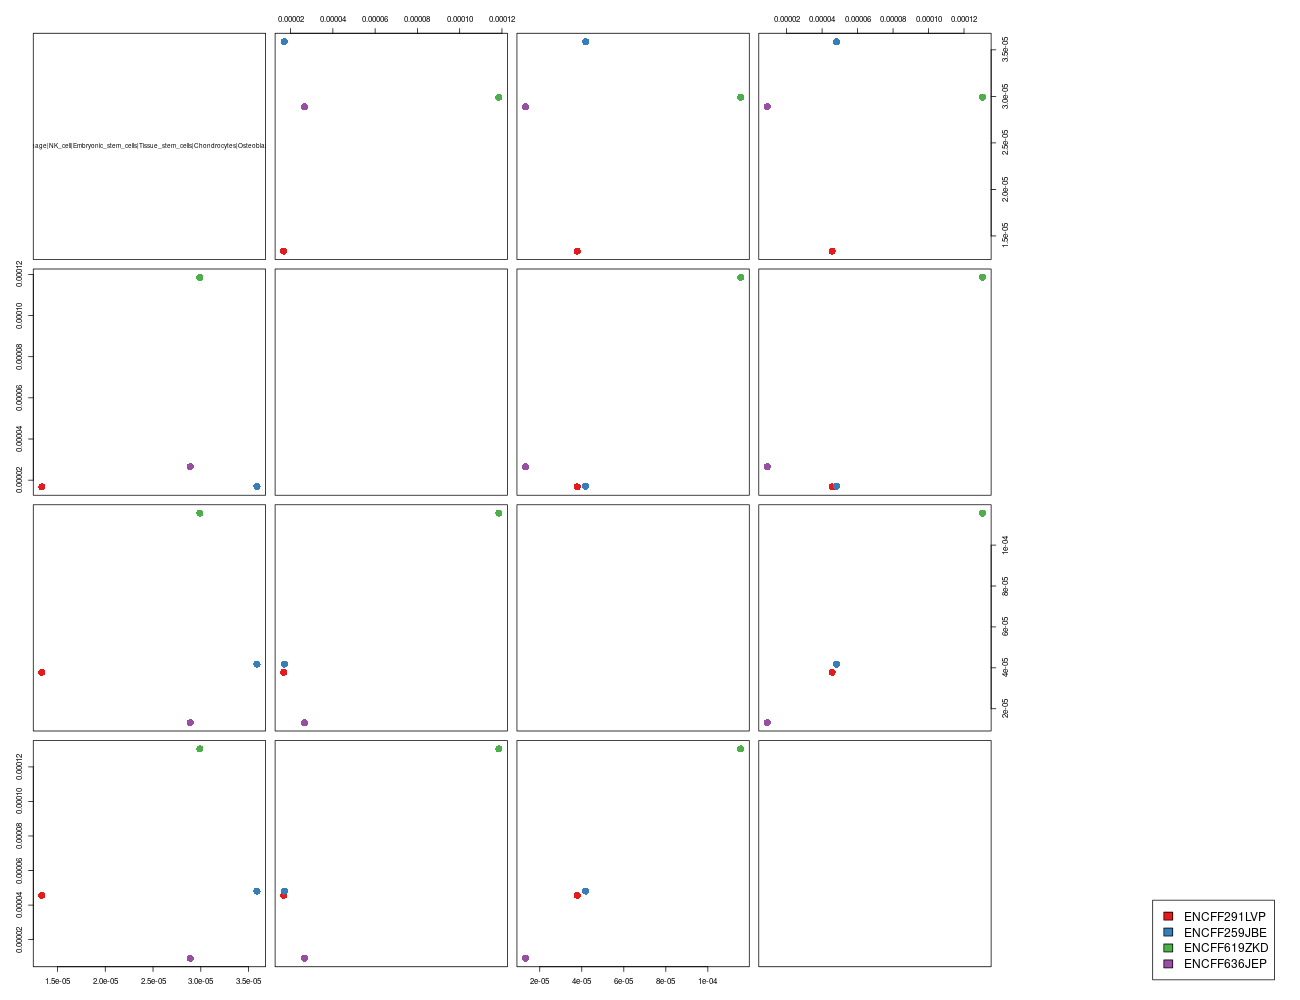 0.00002 0.00004 0.00006 0.00008 0.00010 0.00012
0.00002 0.00004 0.00006 0.00008 0.00010 0.00012
age|NK_cell|Embryonic_stem_cells|Tissue_stem_cells|Chondrocytes|Osteobla
1.5e-05 2.0e-05 2.5e-05 3.0e-05 3.5e-05
0.00002 0.00004 0.00006 0.00008 0.00010 0.00012
2e-05 4e-05 6e-05 8e-05 1e-04
0.00002 0.00004 0.00006 0.00008 0.00010 0.00012
1.5e-05 2.0e-05 2.5e-05 3.0e-05 3.5e-05
2e-05 4e-05 6e-05 8e-05 1e-04
ENCFF291LVP
ENCFF259JBE
ENCFF619ZKD
ENCFF636JEP